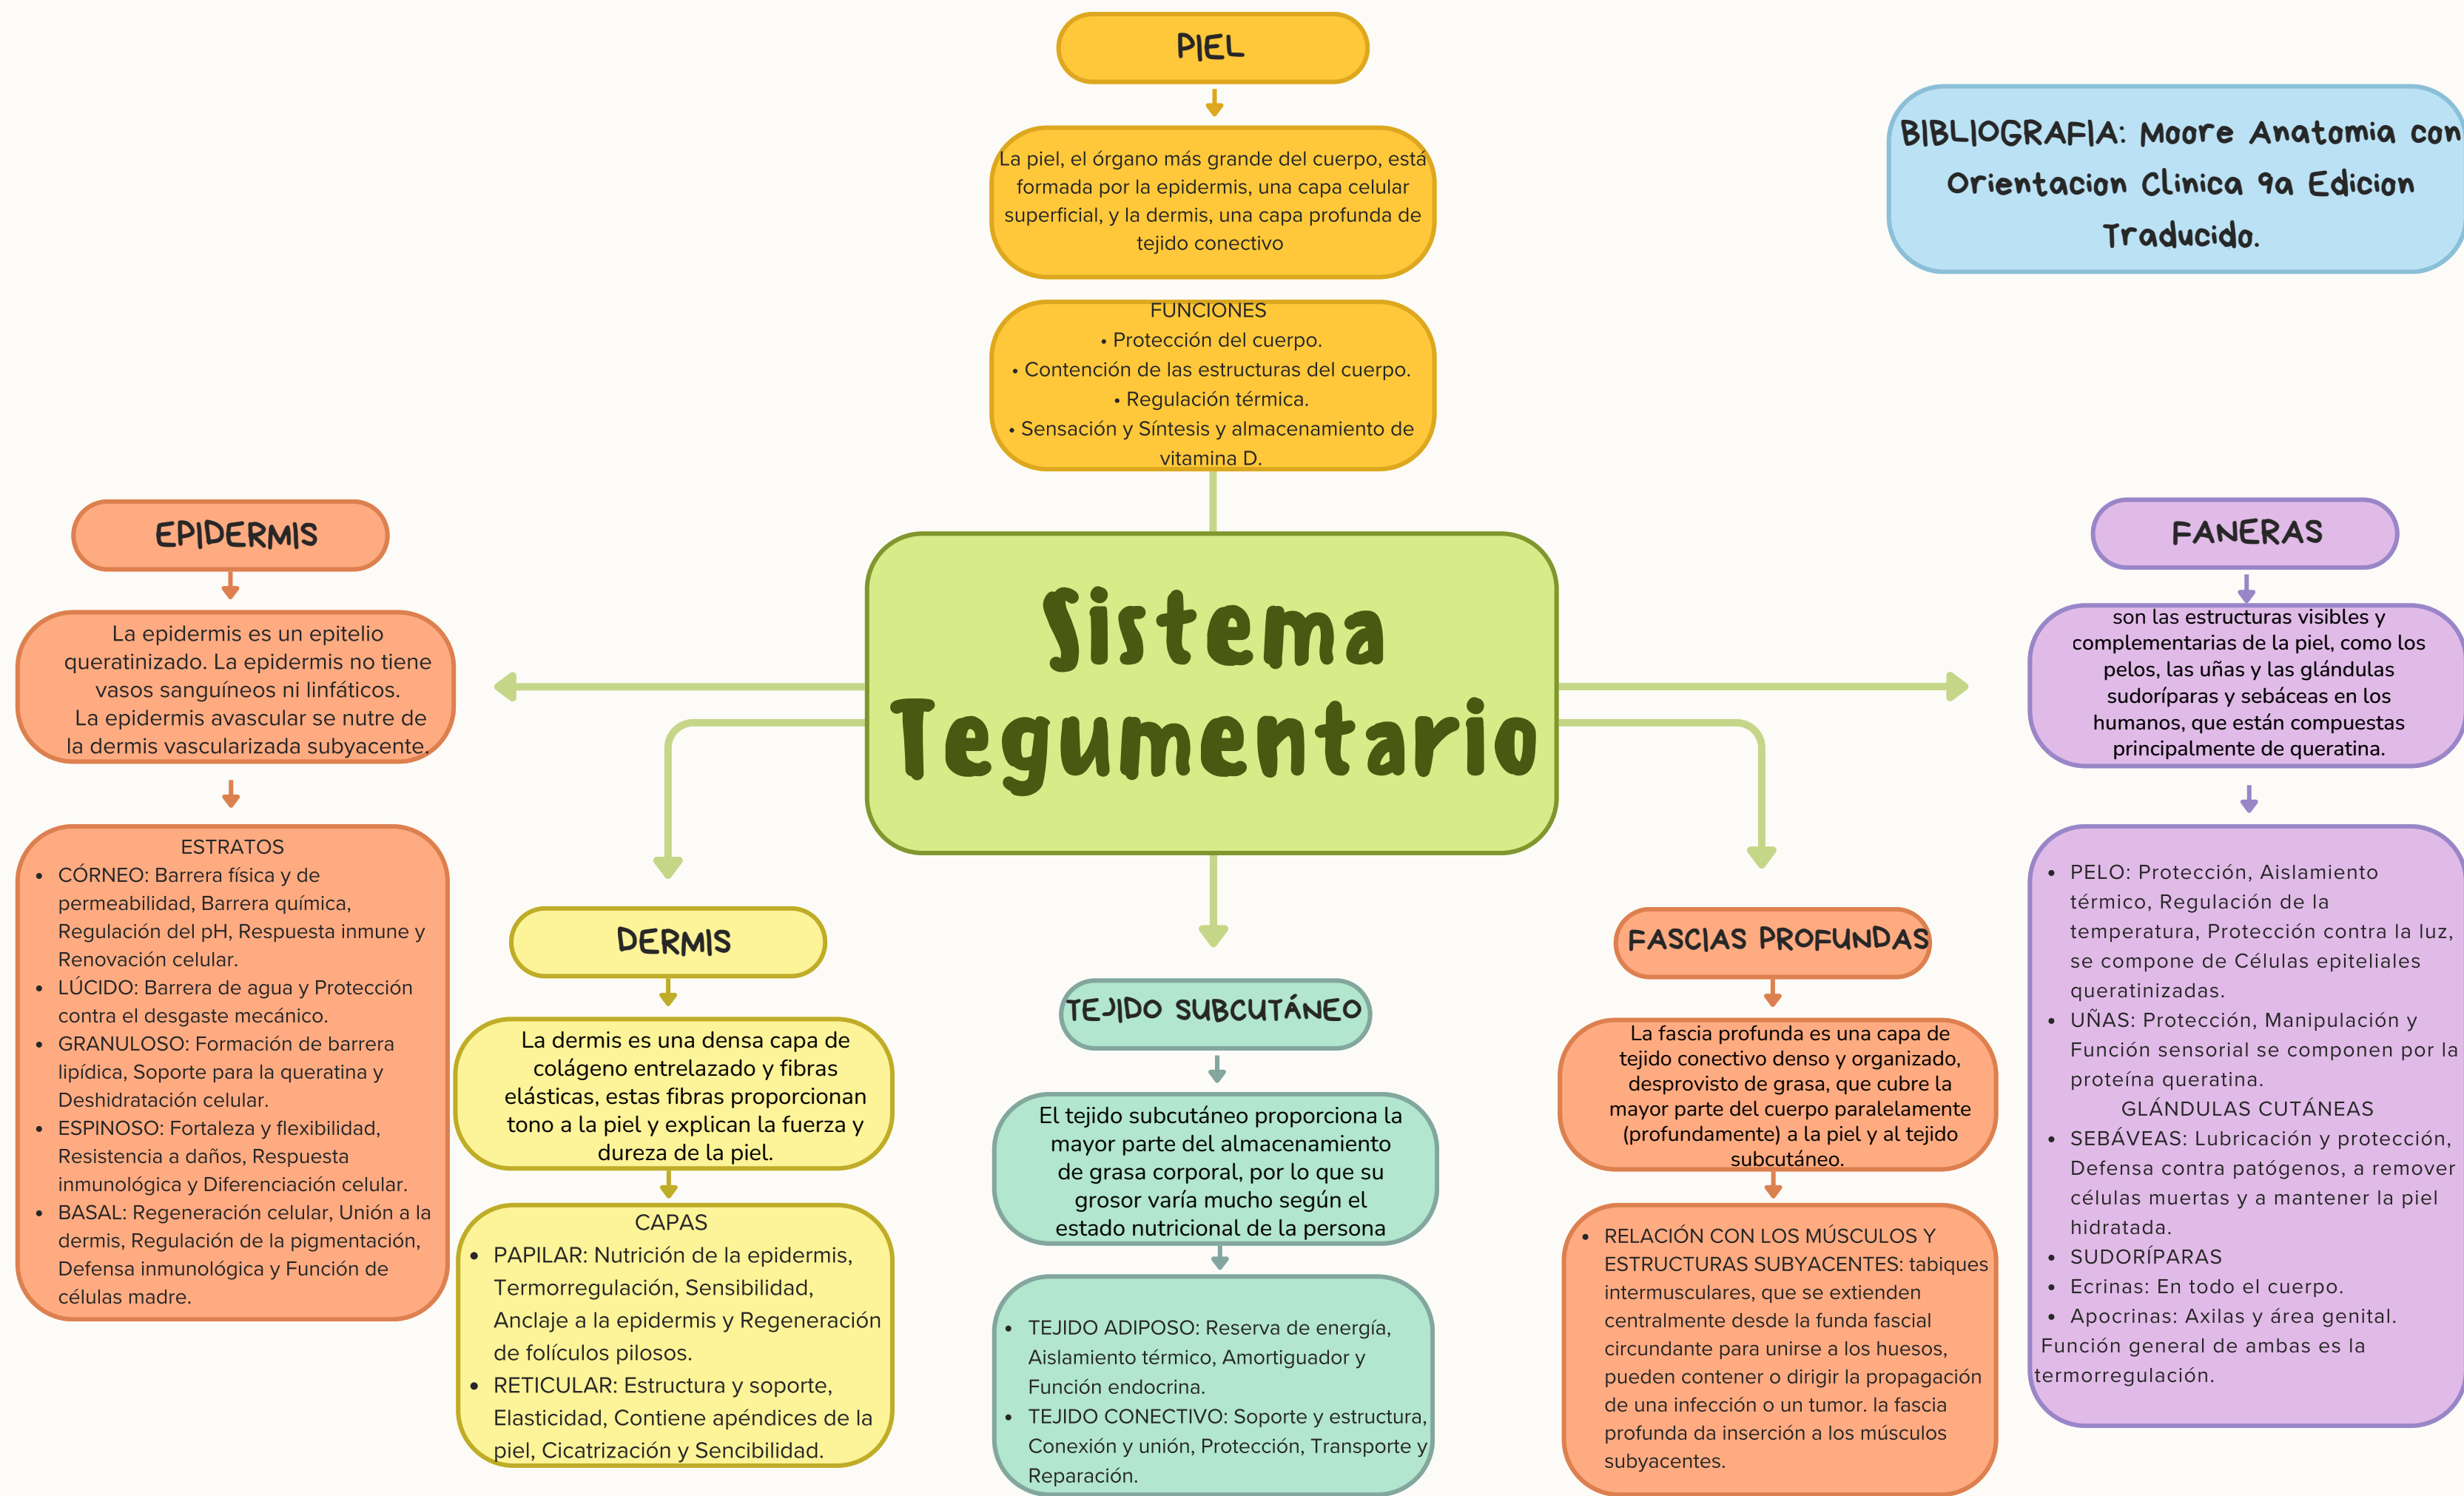 PIEL
La piel, el órgano más grande del cuerpo, está
formada por la epidermis, una capa celular
superficial, y la dermis, una capa profunda de
tejido conectivo
BIBLIOGRAFIA: Moore Anatomia con
Orientacion Clinica 9a Edicion
Traducido.
FUNCIONES
• Protección del cuerpo.
• Contención de las estructuras del cuerpo.
• Regulación térmica.
• Sensación y Síntesis y almacenamiento de
vitamina D.
Sistema
Tegumentario
EPIDERMIS
La epidermis es un epitelio
queratinizado. La epidermis no tiene
vasos sanguíneos ni linfáticos.
La epidermis avascular se nutre de
la dermis vascularizada subyacente.
ESTRATOS
• CÓRNEO: Barrera física y de
permeabilidad, Barrera química,
Regulación del pH, Respuesta inmune y
Renovación celular.
• LÚCIDO: Barrera de agua y Protección
contra el desgaste mecánico.
• GRANULOSO: Formación de barrera
lipídica, Soporte para la queratina y
Deshidratación celular.
• ESPINOSO: Fortaleza y flexibilidad,
Resistencia a daños, Respuesta
inmunológica y Diferenciación celular.
• BASAL: Regeneración celular, Unión a la
dermis, Regulación de la pigmentación,
Defensa inmunológica y Función de
células madre.
DERMIS
La dermis es una densa capa de
colágeno entrelazado y fibras
elásticas, estas fibras proporcionan
tono a la piel y explican la fuerza y
dureza de la piel.
CAPAS
• PAPILAR: Nutrición de la epidermis,
Termorregulación, Sensibilidad,
Anclaje a la epidermis y Regeneración
de folículos pilosos.
• RETICULAR: Estructura y soporte,
Elasticidad, Contiene apéndices de la
piel, Cicatrización y Sencibilidad.
TEJIDO SUBCUTÁNEO
El tejido subcutáneo proporciona la
mayor parte del almacenamiento
de grasa corporal, por lo que su
grosor varía mucho según el
estado nutricional de la persona
• TEJIDO ADIPOSO: Reserva de energía,
Aislamiento térmico, Amortiguador y
Función endocrina.
• TEJIDO CONECTIVO: Soporte y estructura,
Conexión y unión, Protección, Transporte y
Reparación.
FASCIAS PROFUNDAS
La fascia profunda es una capa de
tejido conectivo denso y organizado,
desprovisto de grasa, que cubre la
mayor parte del cuerpo paralelamente
(profundamente) a la piel y al tejido
subcutáneo.
• RELACIÓN CON LOS MÚSCULOS Y
ESTRUCTURAS SUBYACENTES: tabiques
intermusculares, que se extienden
centralmente desde la funda fascial
circundante para unirse a los huesos,
pueden contener o dirigir la propagación
de una infección o un tumor. la fascia
profunda da inserción a los músculos
subyacentes.
FANERAS
son las estructuras visibles y
complementarias de la piel, como los
pelos, las uñas y las glándulas
sudoríparas y sebáceas en los
humanos, que están compuestas
principalmente de queratina.
• PELO: Protección, Aislamiento
térmico, Regulación de la
temperatura, Protección contra la luz,
se compone de Células epiteliales
queratinizadas.
• UÑAS: Protección, Manipulación y
Función sensorial se componen por la
proteína queratina.
GLÁNDULAS CUTÁNEAS
• SEBÁVEAS: Lubricación y protección,
Defensa contra patógenos, a remover
células muertas y a mantener la piel
hidratada.
• SUDORÍPARAS
• Ecrinas: En todo el cuerpo.
• Apocrinas: Axilas y área genital.
Función general de ambas es la
termorregulación.